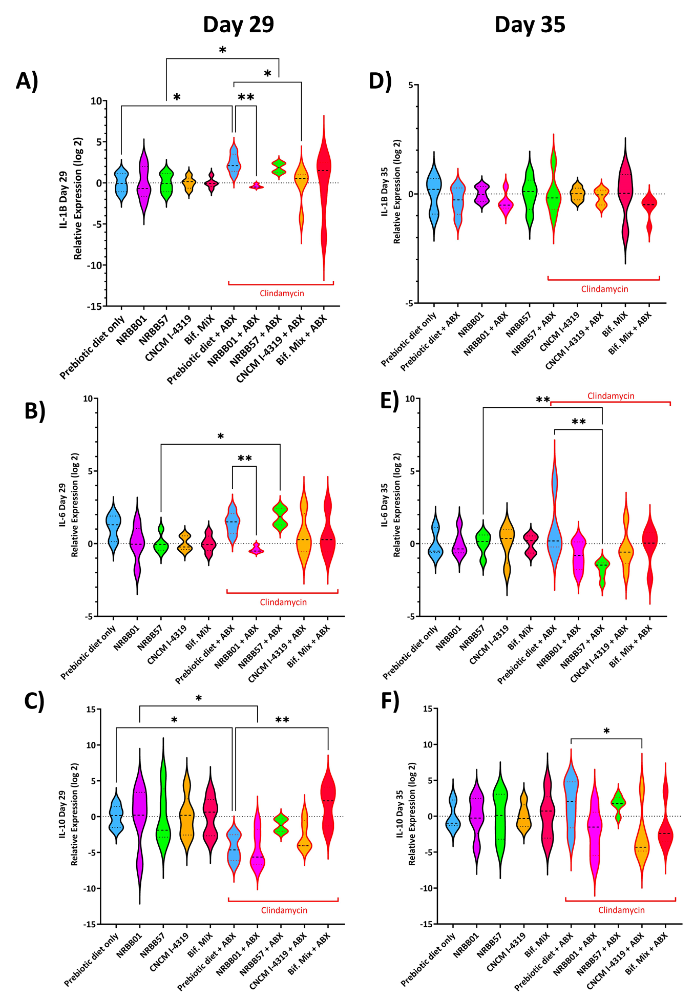 Day 29
Day 35
A)
*
*
*
**
10
5
0
-5
-10
-15
IL-1B Day 29
Relative Expression (log 2)
Clindamycin
Prebiotic diet only
NRBB01
NRBB57
CNCM I-4319
Bif. MiX
Prebiotic diet + ABX
NRBB01 + ABX
NRBB57 + ABX
CNCM I-4319 + ABX
Bif. Mix + ABX
D)
5
0
-5
IL-1B Day 35
Relative Expression (log 2)
Clindamycin
Prebiotic diet only
Prebiotic diet + ABX
NRBB01
NRBB01 + ABX
NRBB57
NRBB57 + ABX
CNCM I-4319
CNCM I-4319 + ABX
Bif. MiX
Bif. Mix + ABX
B)
10
5
0
-5
IL-6 Day 29
Relative Expression (log 2)
*
**
Clindamycin
Prebiotic diet only
NRBB01
NRBB57
CNCM I-4319
Bif. MiX
Prebiotic diet + ABX
NRBB01 + ABX
NRBB57 + ABX
CNCM I-4319 + ABX
Bif. Mix + ABX
E)
10
5
0
-5
IL-6 Day 35
Relative Expression (log 2)
**
Clindamycin
**
Prebiotic diet only
NRBB01
NRBB57
CNCM I-4319
Bif. MiX
Prebiotic diet + ABX
NRBB01 + ABX
NRBB57 + ABX
CNCM I-4319 + ABX
Bif. Mix + ABX
C)
15
10
5
0
-5
-10
-15
IL-10 Day 29
Relative Expression (log 2)
*
*
**
Clindamycin
Prebiotic diet only
NRBB01
NRBB57
CNCM I-4319
Bif. MiX
Prebiotic diet + ABX
NRBB01 + ABX
NRBB57 + ABX
CNCM I-4319 + ABX
Bif. Mix + ABX
F)
15
10
5
0
-5
-10
-15
IL-10 Day 35
Relative Expression (log 2)
*
Clindamycin
Prebiotic diet only
NRBB01
NRBB57
CNCM I-4319
Bif. MiX
Prebiotic diet + ABX
NRBB01 + ABX
NRBB57 + ABX
CNCM I-4319 + ABX
Bif. Mix + ABX